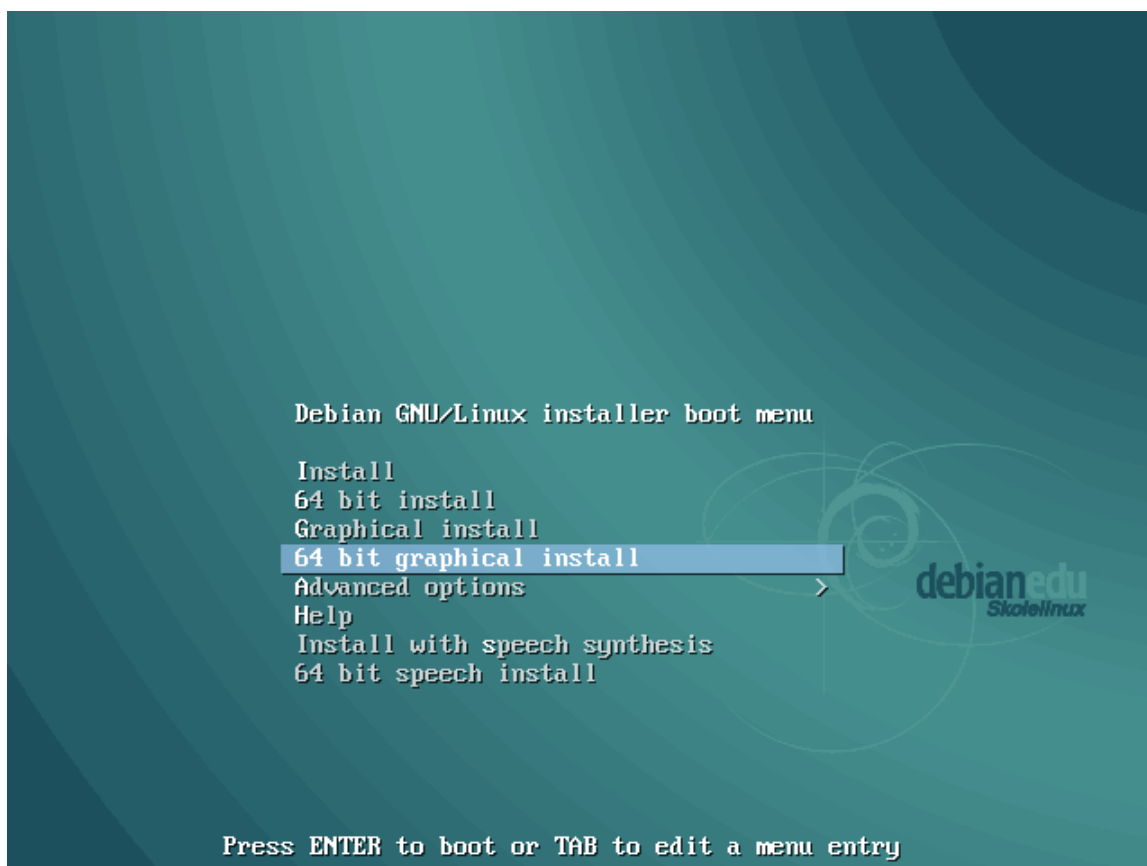 Debian GNU/Linux installer boot menu
Install
64 bit install
Graphical install
64 bit graphical install
Advanced options >
Help
Install with speech synthesis
64 bit speech install
debianedu
Skolelinux
Press ENTER to boot or TAB to edit a menu entry